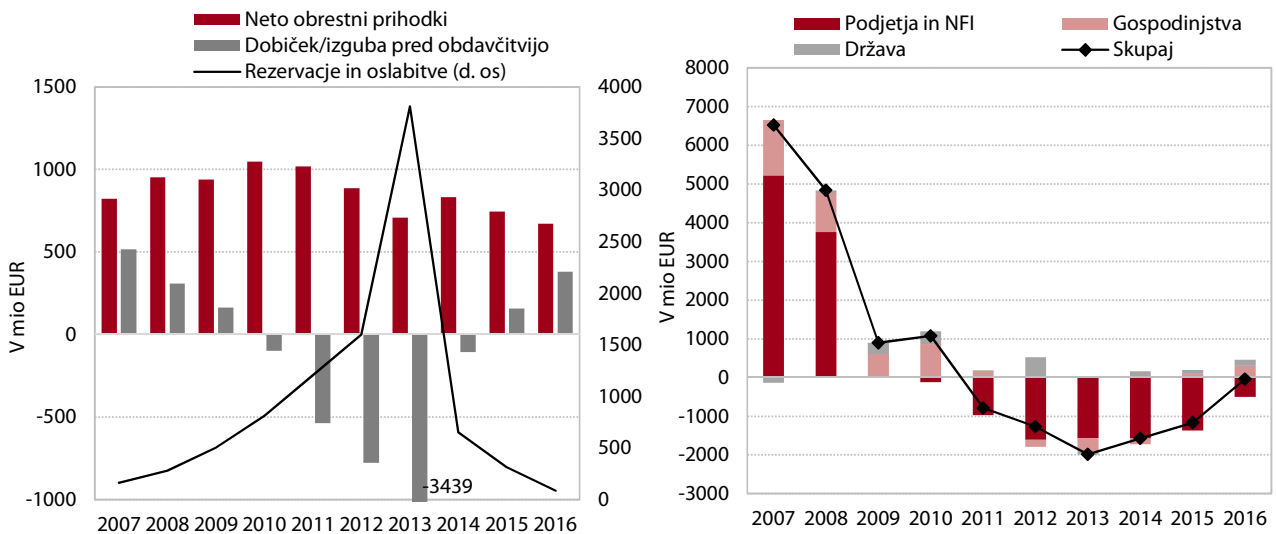 Neto obrestni prihodki
Dobiček/izguba pred obdavčitvijo
Rezervacje in oslabitve (d. os)
1500
1000
500
0
-500
-1000
4000
3500
3000
2500
2000
1500
1000
500
0
V mio EUR
-3439
2007 2008 2009 2010 2011 2012 2013 2014 2015 2016
Podjetja in NFI
Gospodinjstva
Država
Skupaj
8000
7000
6000
5000
4000
3000
2000
1000
0
-1000
-2000
-3000
V mio EUR
2007 2008 2009 2010 2011 2012 2013 2014 2015 2016